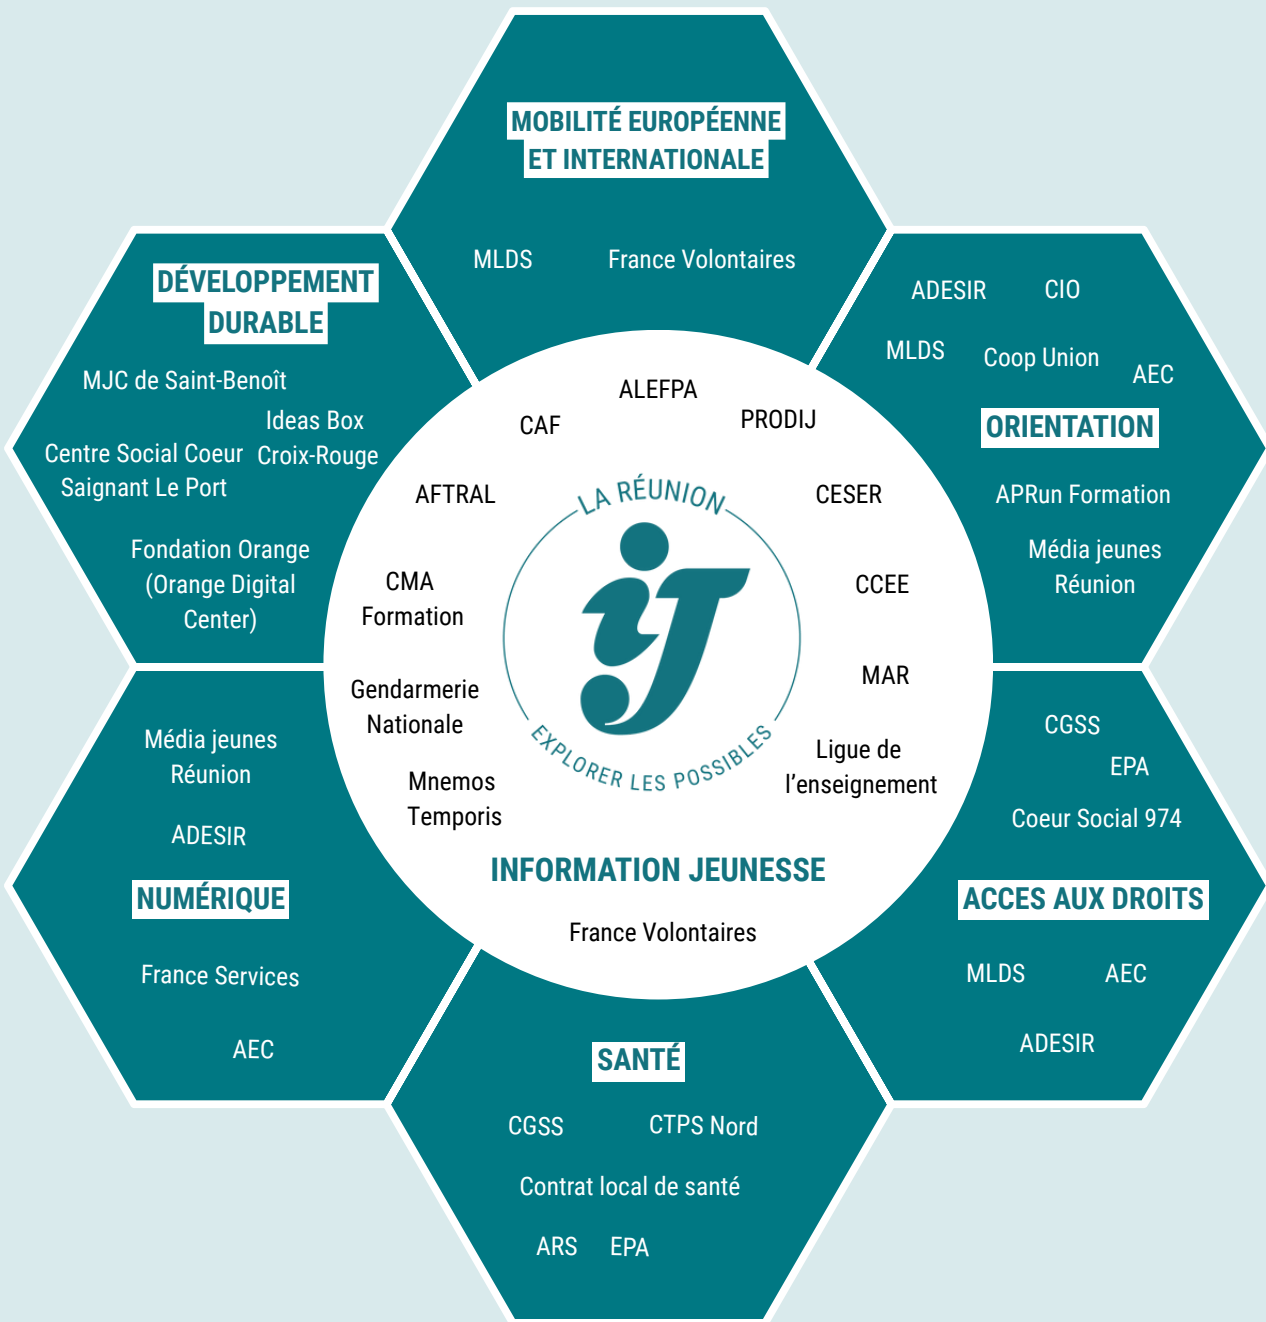 MOBILITÉ EUROPÉENNE
ET INTERNATIONALE
MLDS
France Volontaires
DÉVELOPPEMENT
DURABLE
MJC de Saint-Benoît
Ideas Box
Croix-Rouge
Centre Social Coeur
Saignant Le Port
Fondation Orange
(Orange Digital
Center)
ADESIR
CIO
MLDS
Coop Union
AEC
ORIENTATION
APRun Formation
Média jeunes
Réunion
ALEFPA
CAF
PRODIJ
AFTRAL
CESER
CMA
Formation
CCEE
Gendarmerie
Nationale
MAR
Mnemos
Temporis
Ligue de
l'enseignement
LA RÉUNION
iJ
EXPLORER LES POSSIBLES
INFORMATION JEUNESSE
France Volontaires
Média jeunes
Réunion
ADESIR
NUMÉRIQUE
France Services
AEC
CGSS
EPA
Coeur Social 974
ACCES AUX DROITS
MLDS
AEC
ADESIR
SANTÉ
CGSS
CTPS Nord
Contrat local de santé
ARS
EPA